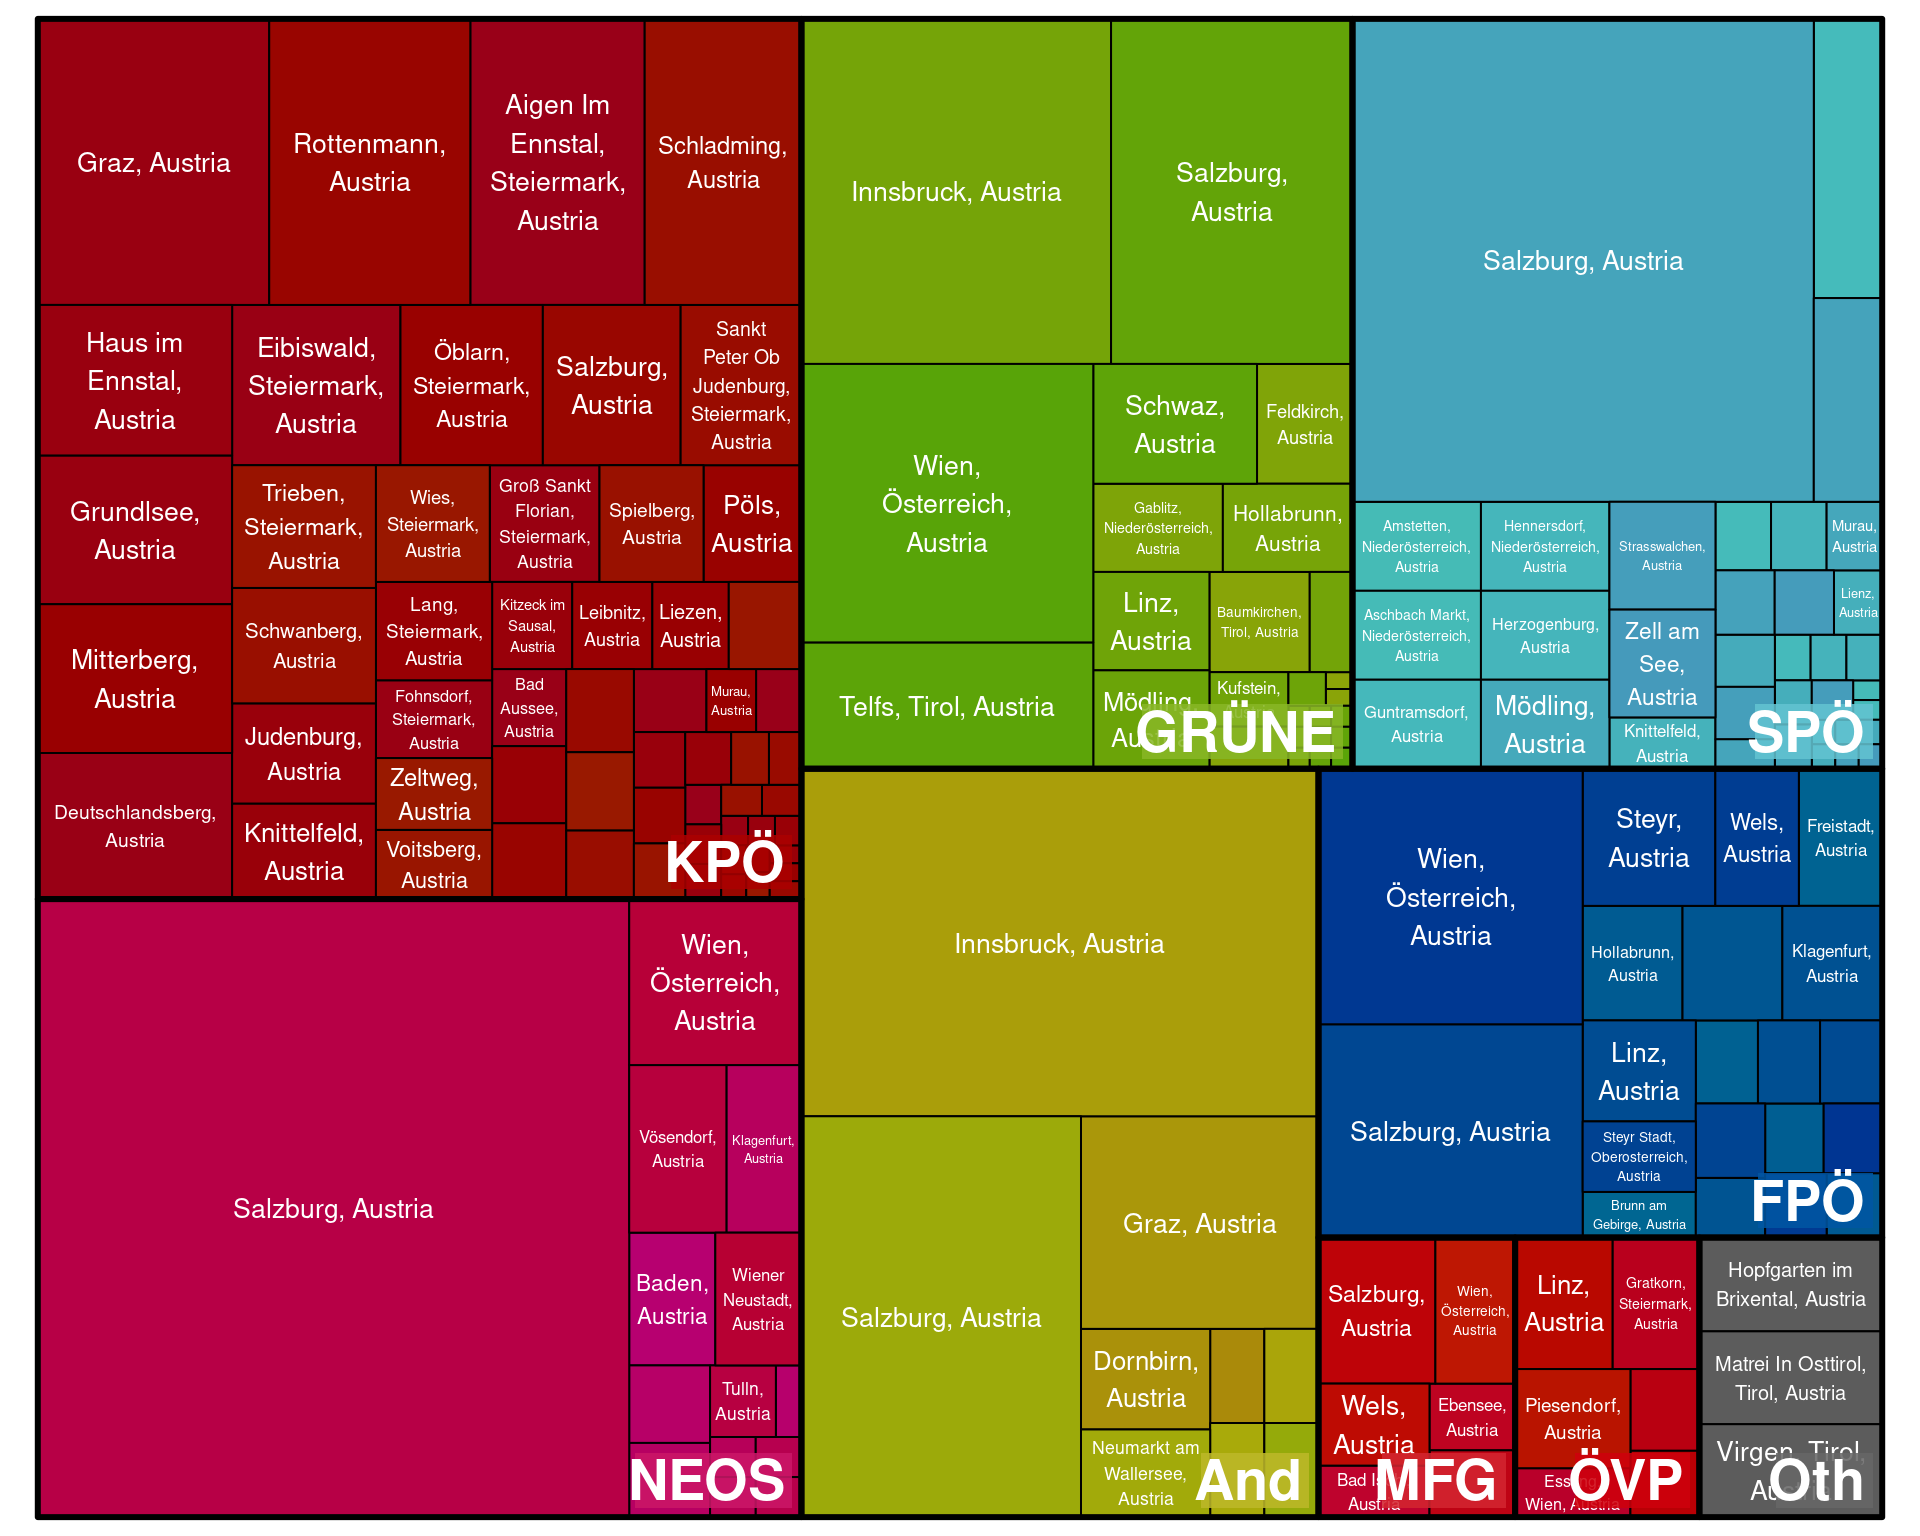 Graz, Austria
Rottenmann,
Austria
Aigen Im
Ennstal,
Steiermark,
Austria
Schladming,
Austria
Haus im
Ennstal,
Austria
Eibiswald,
Steiermark,
Austria
Öblarn,
Steiermark,
Austria
Salzburg,
Austria
Sankt
Peter Ob
Judenburg,
Steiermark,
Austria
Grundlsee,
Austria
Trieben,
Steiermark,
Austria
Wies,
Steiermark,
Austria
Groß Sankt
Florian,
Steiermark,
Austria
Spielberg,
Austria
Pöls,
Austria
Mitterberg,
Austria
Schwanberg,
Austria
Lang,
Steiermark,
Austria
Kitzeck im
Sausal,
Austria
Leibnitz,
Austria
Liezen,
Austria
Judenburg,
Austria
Fohnsdorf,
Steiermark,
Austria
Bad
Aussee,
Austria
Murau,
Austria
Deutschlandsberg,
Austria
Knittelfeld,
Austria
Zeltweg,
Austria
Voitsberg,
Austria
KPÖ
Innsbruck, Austria
Salzburg,
Austria
Wien,
Österreich,
Austria
Schwaz,
Austria
Feldkirch,
Austria
Gablitz,
Niederösterreich,
Austria
Hollabrunn,
Austria
Linz,
Austria
Baumkirchen,
Tirol, Austria
Telfs, Tirol, Austria
Mödling,
Austria
Kufstein,
GRÜNE
Salzburg, Austria
Amstetten,
Niederösterreich,
Austria
Hennersdorf,
Niederösterreich,
Austria
Strasswalchen,
Austria
Murau,
Austria
Aschbach Markt,
Niederösterreich,
Austria
Herzogenburg,
Austria
Zell am
See,
Austria
Lienz,
Austria
Guntramsdorf,
Austria
Mödling,
Austria
Knittelfeld,
Austria
SPÖ
Salzburg, Austria
Wien,
Österreich,
Austria
Vösendorf,
Austria
Klagenfurt,
Austria
Baden,
Austria
Wiener
Neustadt,
Austria
Tulln,
Austria
NEOS
Innsbruck, Austria
Salzburg, Austria
Graz, Austria
Dornbirn,
Austria
Neumarkt am
Wallersee,
Austria
And
Wien,
Österreich,
Austria
Steyr,
Austria
Wels,
Austria
Freistadt,
Austria
Hollabrunn,
Austria
Klagenfurt,
Austria
Salzburg, Austria
Linz,
Austria
Steyr Stadt,
Oberosterreich,
Austria
Brunn am
Gebirge, Austria
FPÖ
Salzburg,
Austria
Wien,
Österreich,
Austria
Wels,
Austria
Ebensee,
Austria
Bad
Austria
MFG
Linz,
Austria
Gratkorn,
Steiermark,
Austria
Piesendorf,
Austria
Wien, Austria
ÖVP
Hopfgarten im
Brixental, Austria
Matrei In Osttirol,
Tirol, Austria
Virgen, Tirol,
Austria
Oth